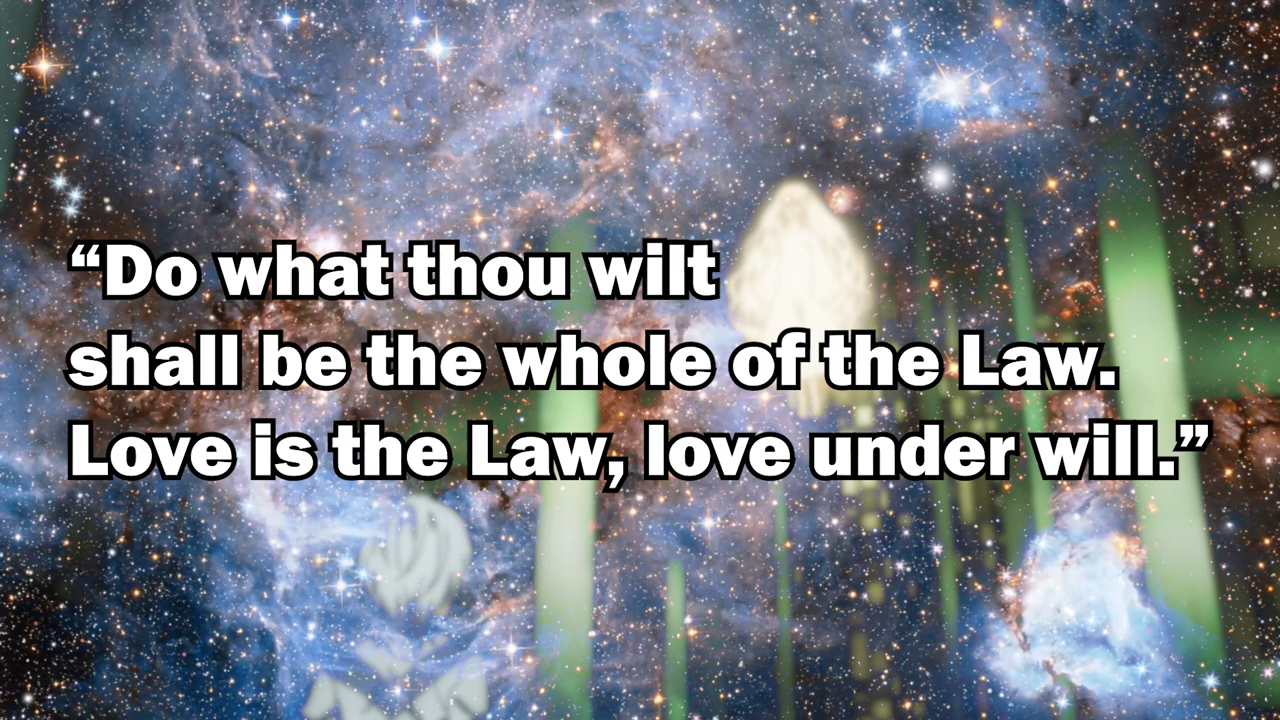 “Do what thou wilt
shall be the whole of the Law.
Love is the Law, love under will.”